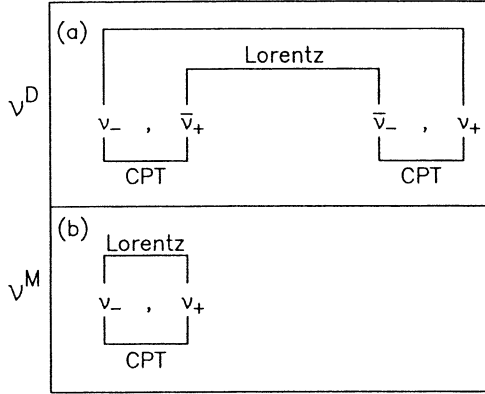 (a)
Lorentz
ν^D
ν₋ , ν̄₊ ν̄₋ , ν₊
CPT CPT
(b)
Lorentz
ν^M
ν₋ , ν₊
CPT